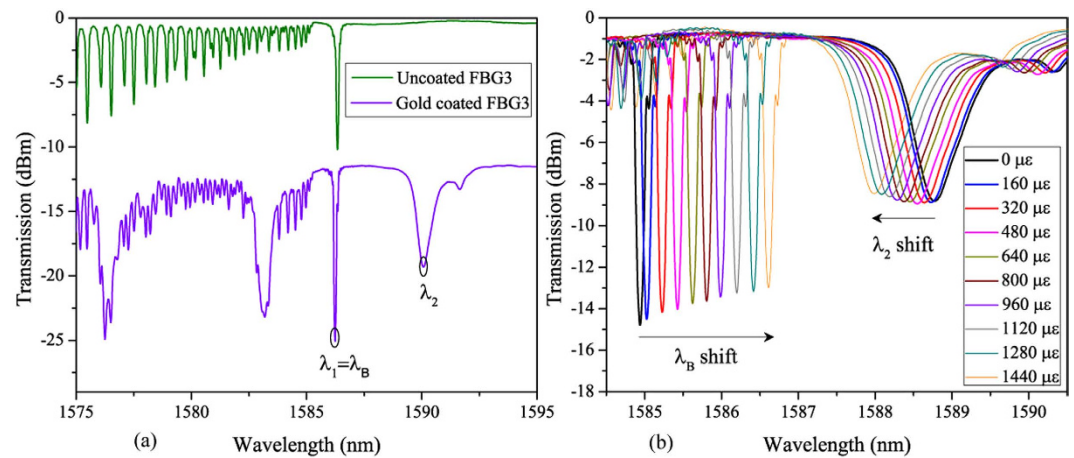 0
-5
-10
-15
-20
-25
Transmission (dBm)
Uncoated FBG3
Gold coated FBG3
λ2
λ1=λB
1575 1580 1585 1590 1595
(a) Wavelength (nm)
0
-2
-4
-6
-8
-10
-12
-14
-16
-18
Transmission (dBm)
0 με
160 με
320 με
480 με
640 με
800 με
960 με
1120 με
1280 με
1440 με
λ2 shift
λB shift
1585 1586 1587 1588 1589 1590
(b) Wavelength (nm)